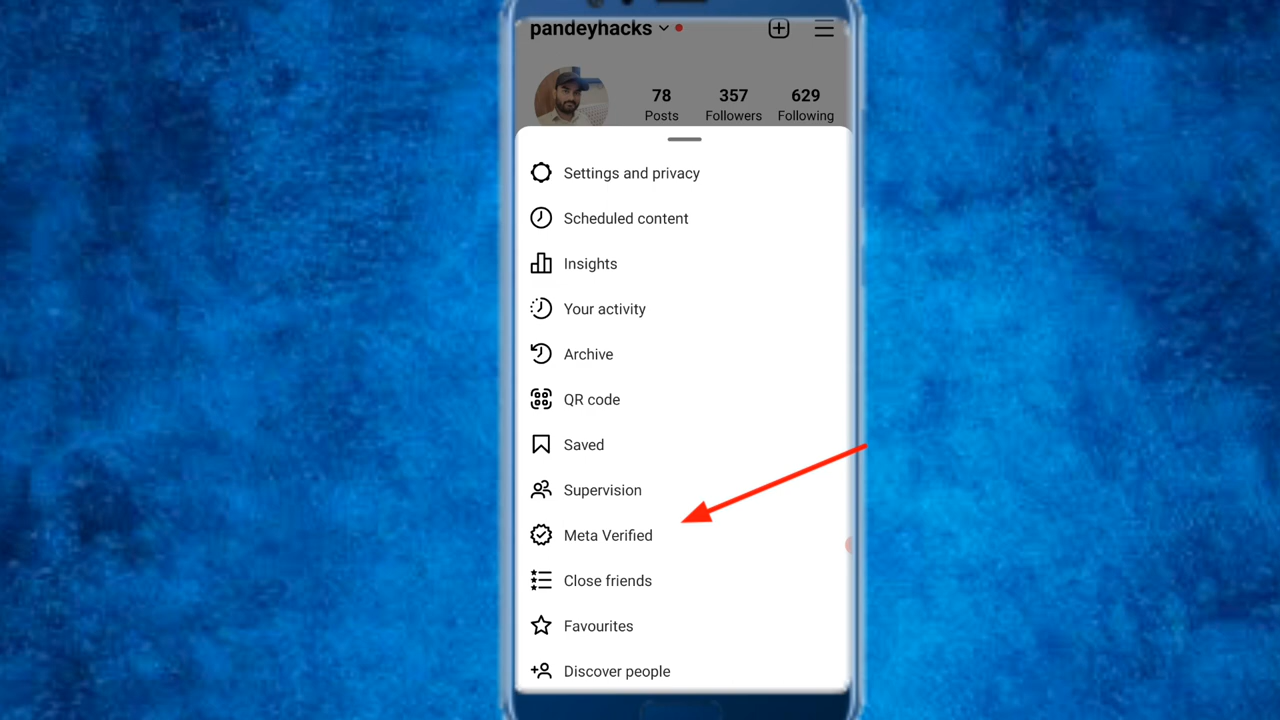 pandeyhacks
78 357 629
Posts Followers Following
Settings and privacy
Scheduled content
Insights
Your activity
Archive
QR code
Saved
Supervision
Meta Verified
Close friends
Favourites
Discover people